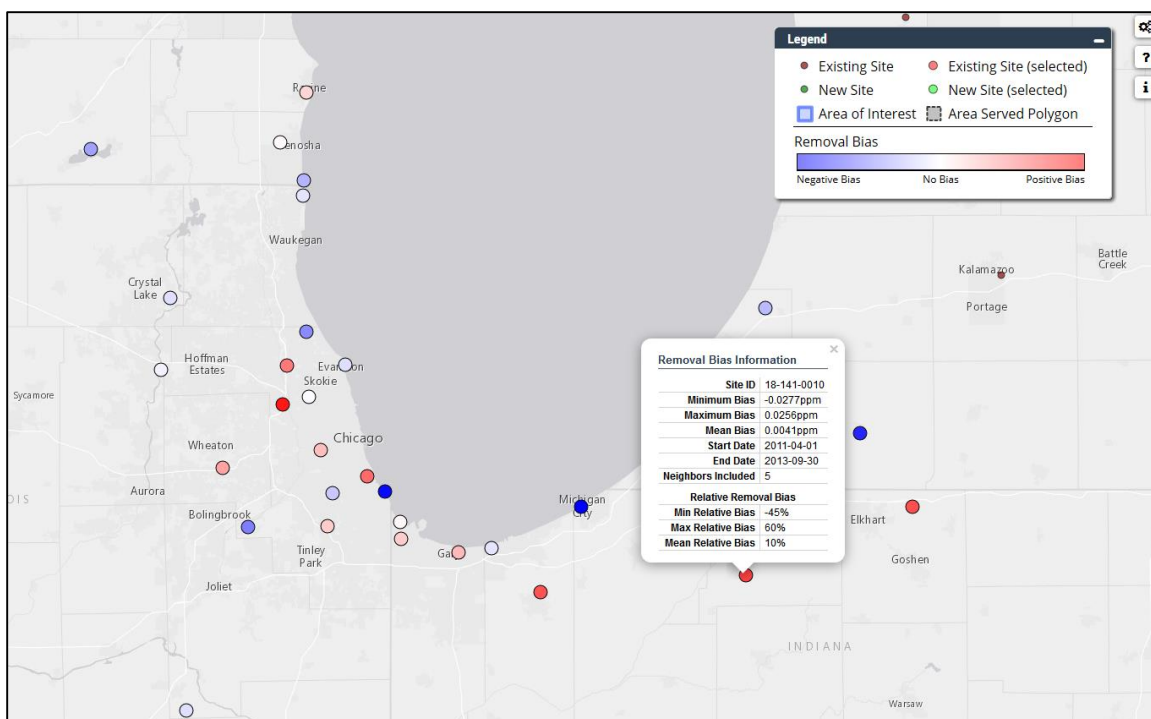 Legend
Existing Site
Existing Site (selected)
New Site
New Site (selected)
Area of Interest
Area Served Polygon
Removal Bias
Negative Bias
No Bias
Positive Bias
?
i
Waukegan
Crystal
Lake
Hoffman
Estates
Skokie
Sycamore
Wheaton
Chicago
Aurora
Bolingbrook
Tinley
Park
Joliet
Michigan
City
Kalamazoo
Battle
Creek
Portage
Elkhart
Goshen
INDIANA
Warsaw
×
Removal Bias Information
Site ID 18-141-0010
Minimum Bias -0.0277ppm
Maximum Bias 0.0256ppm
Mean Bias 0.0041ppm
Start Date 2011-04-01
End Date 2013-09-30
Neighbors Included 5
Relative Removal Bias
Min Relative Bias -45%
Max Relative Bias 60%
Mean Relative Bias 10%